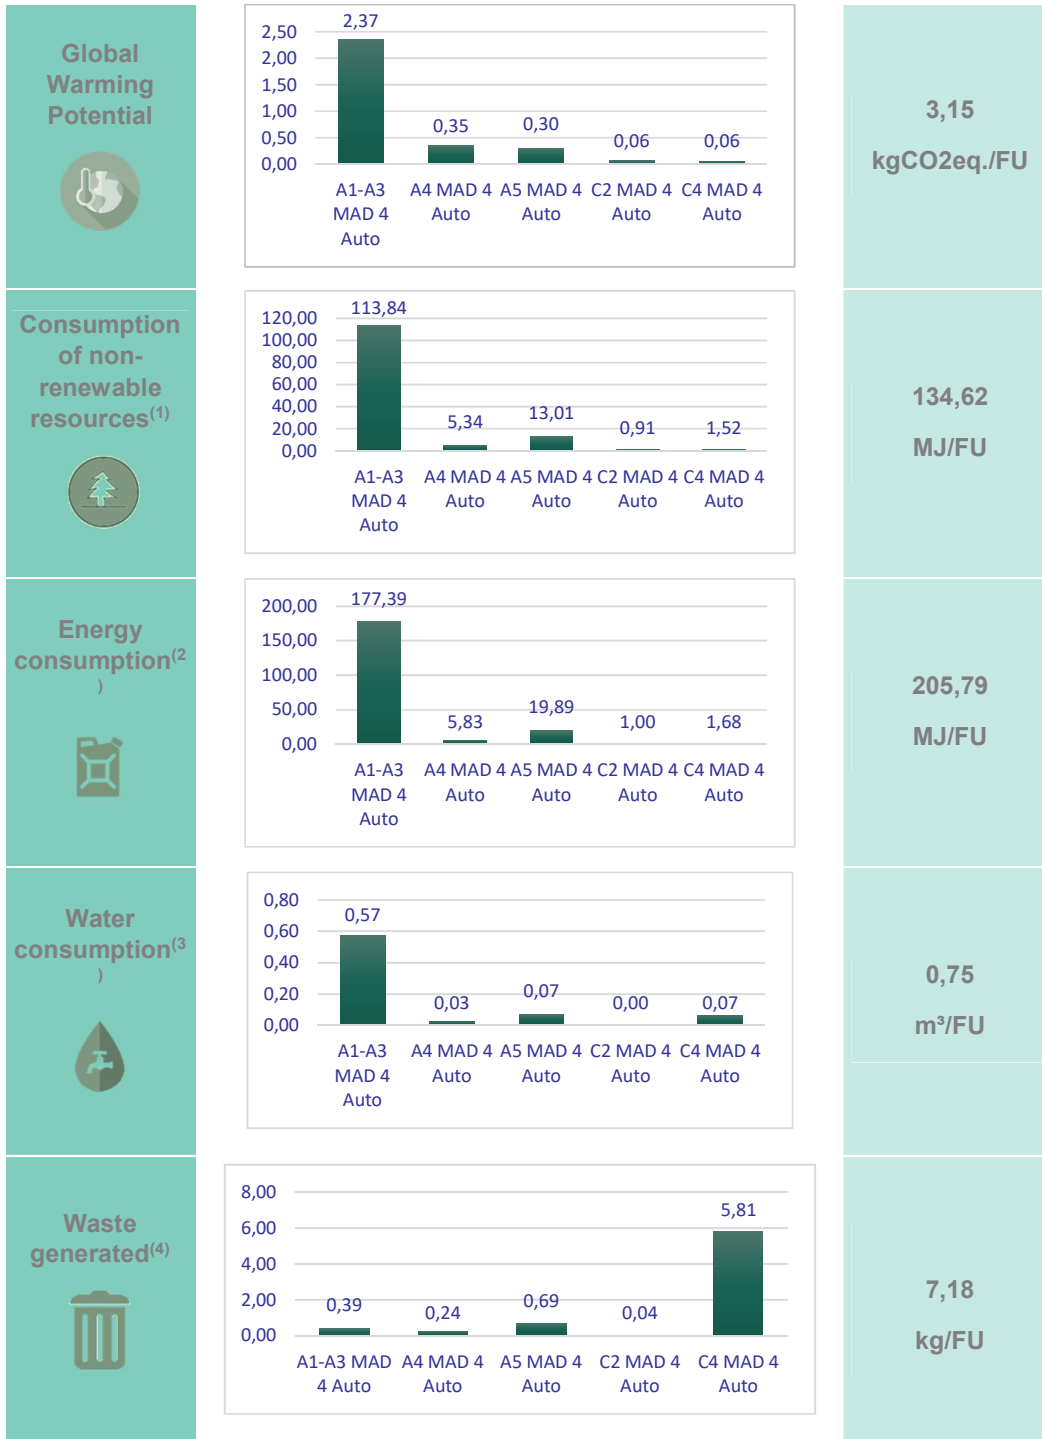 Global
Warming
Potential
2,37
2,50
2,00
1,50
1,00
0,50
0,00
0,35
0,30
0,06
0,06
A1-A3
MAD 4
Auto
A4 MAD 4
Auto
A5 MAD 4
Auto
C2 MAD 4
Auto
C4 MAD 4
Auto
3,15
kgCO2eq./FU
Consumption
of non-
renewable
resources(1)
113,84
120,00
100,00
80,00
60,00
40,00
20,00
0,00
5,34
13,01
0,91
1,52
A1-A3
MAD 4
Auto
A4 MAD 4
Auto
A5 MAD 4
Auto
C2 MAD 4
Auto
C4 MAD 4
Auto
134,62
MJ/FU
Energy
consumption(2
)
177,39
200,00
150,00
100,00
50,00
0,00
5,83
19,89
1,00
1,68
A1-A3
MAD 4
Auto
A4 MAD 4
Auto
A5 MAD 4
Auto
C2 MAD 4
Auto
C4 MAD 4
Auto
205,79
MJ/FU
Water
consumption(3
)
0,80
0,60
0,40
0,20
0,00
0,57
0,03
0,07
0,00
0,07
A1-A3
MAD 4
Auto
A4 MAD 4
Auto
A5 MAD 4
Auto
C2 MAD 4
Auto
C4 MAD 4
Auto
0,75
m³/FU
Waste
generated(4)
8,00
6,00
4,00
2,00
0,00
0,39
0,24
0,69
0,04
5,81
A1-A3 MAD
4 Auto
A4 MAD 4
Auto
A5 MAD 4
Auto
C2 MAD 4
Auto
C4 MAD 4
Auto
7,18
kg/FU